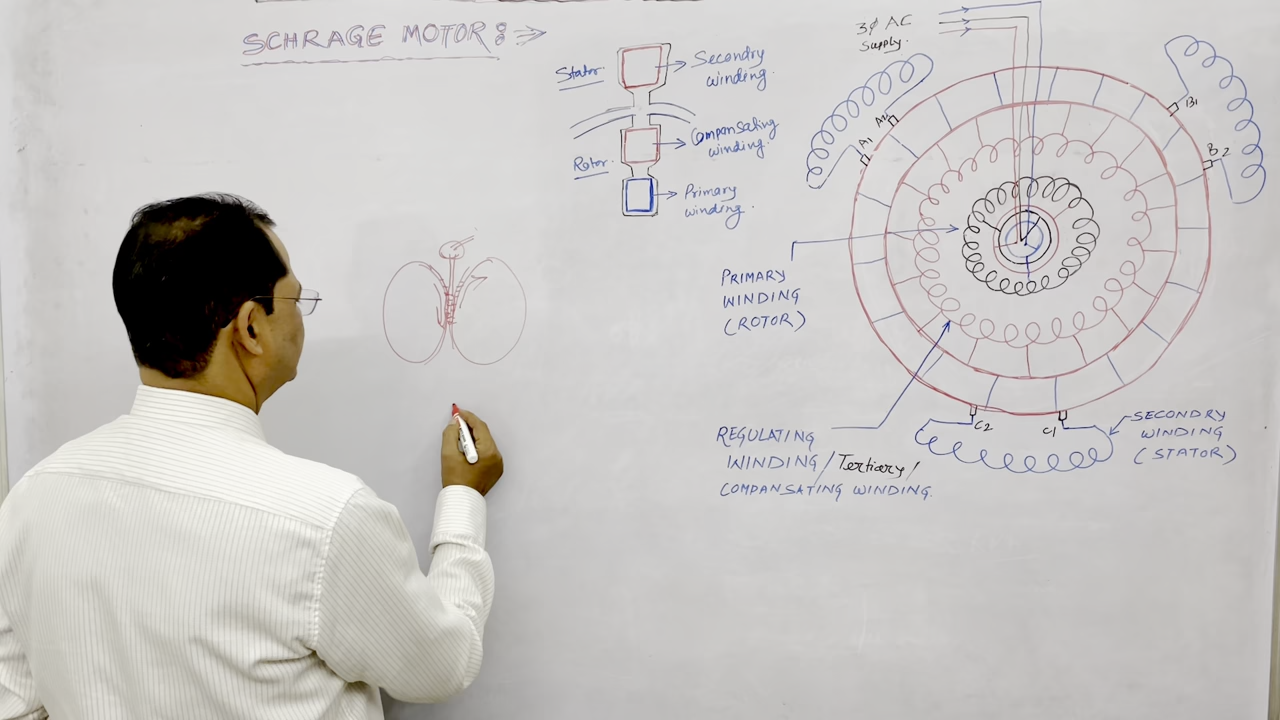 SCHRAGE MOTOR:
Stator.
Secondry
winding.
Compensating
winding.
Rotor.
Primary
winding.
3φ AC
Supply.
A1
A2
B1
B2
C2
C1
PRIMARY
WINDING
(ROTOR)
REGULATING
WINDING / Tertiary /
COMPANSATING WINDING.
SECONDRY
WINDING
(STATOR)